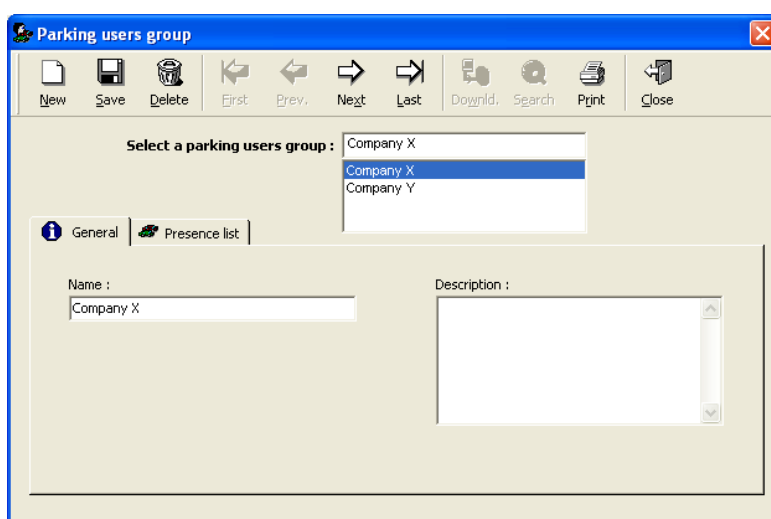 Parking users group
New Save Delete First Prev. Next Last Downld. Search Print Close
Select a parking users group : Company X
Company X
Company Y
General Presence list
Name : Description :
Company X